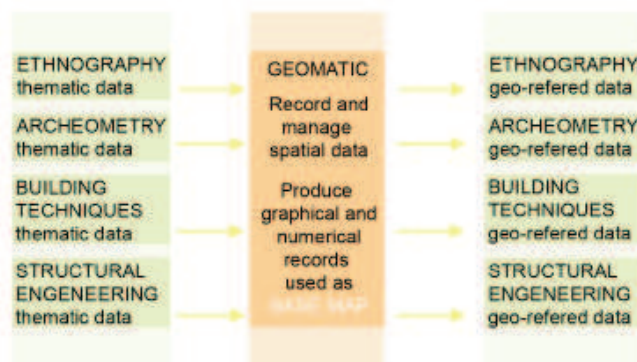 ETHNOGRAPHY
thematic data
ARCHEOMETRY
thematic data
BUILDING
TECHNIQUES
thematic data
STRUCTURAL
ENGENEERING
thematic data
GEOMATIC
Record and
manage
spatial data
Produce
graphical and
numerical
records
used as
BASE MAP
ETHNOGRAPHY
geo-refered data
ARCHEOMETRY
geo-refered data
BUILDING
TECHNIQUES
geo-refered data
STRUCTURAL
ENGENEERING
geo-refered data